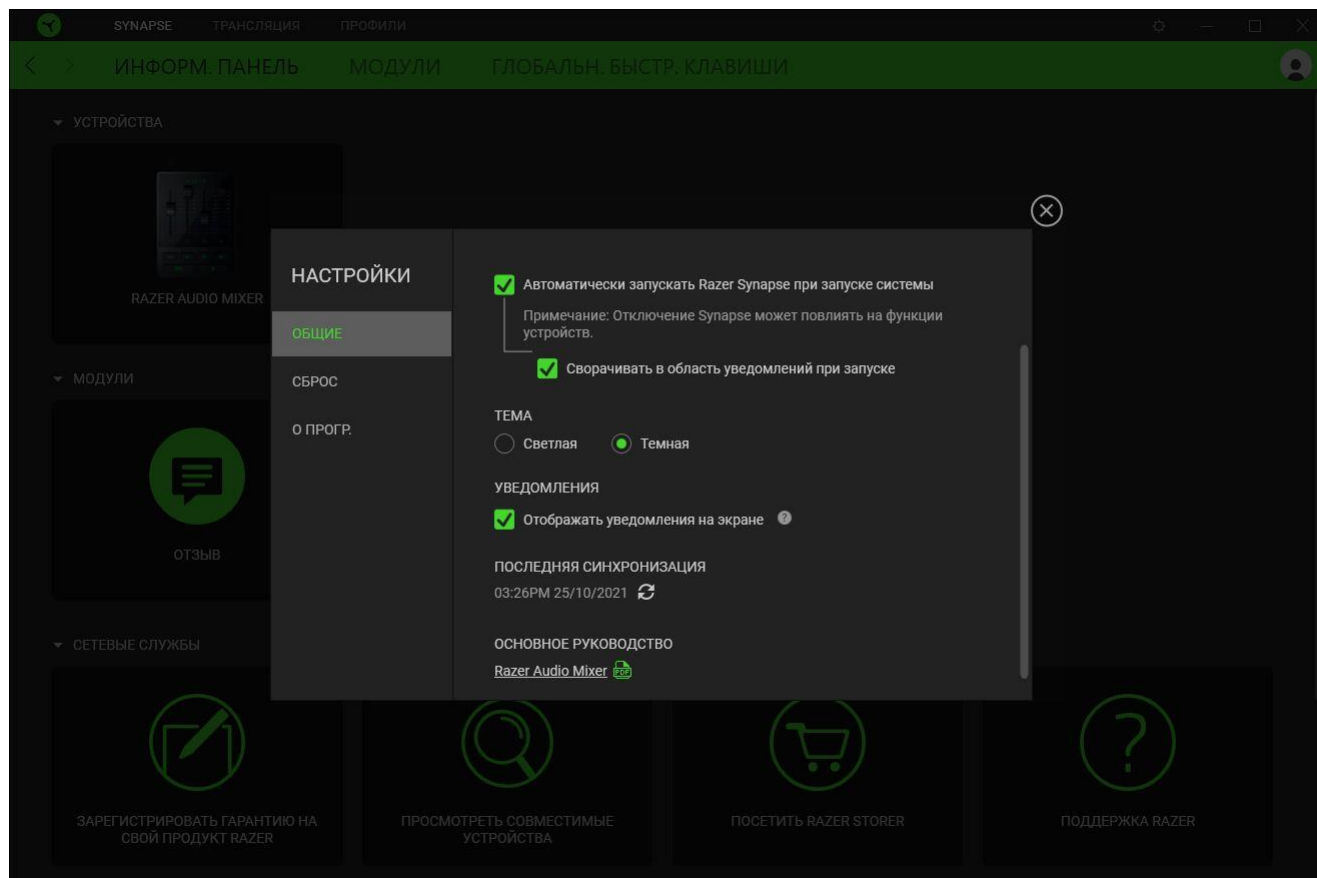 SYNAPSE ТРАНСЛЯЦИЯ ПРОФИЛИ
ИНФОРМ. ПАНЕЛЬ МОДУЛИ ГЛОБАЛЬН. БЫСТР. КЛАВИШИ
УСТРОЙСТВА
RAZER AUDIO MIXER
МОДУЛИ
ОТЗЫВ
СЕТЕВЫЕ СЛУЖБЫ
ЗАРЕГИСТРИРОВАТЬ ГАРАНТИЮ НА
СВОЙ ПРОДУКТ RAZER
ПРОСМОТРЕТЬ СОВМЕСТИМЫЕ
УСТРОЙСТВА
ПОСЕТИТЬ RAZER STORER
ПОДДЕРЖКА RAZER
НАСТРОЙКИ
ОБЩИЕ
СБРОС
О ПРОГР.
Автоматически запускать Razer Synapse при запуске системы
Примечание: Отключение Synapse может повлиять на функции
устройств.
Сворачивать в область уведомлений при запуске
ТЕМА
Светлая Темная
УВЕДОМЛЕНИЯ
Отображать уведомления на экране ?
ПОСЛЕДНЯЯ СИНХРОНИЗАЦИЯ
03:26PM 25/10/2021
ОСНОВНОЕ РУКОВОДСТВО
Razer Audio Mixer PDF